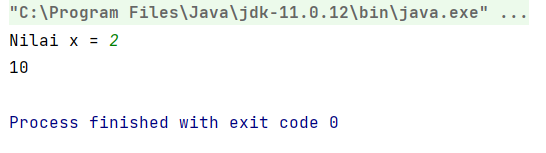 "C:\Program Files\Java\jdk-11.0.12\bin\java.exe" ...
Nilai x = 2
10
Process finished with exit code 0